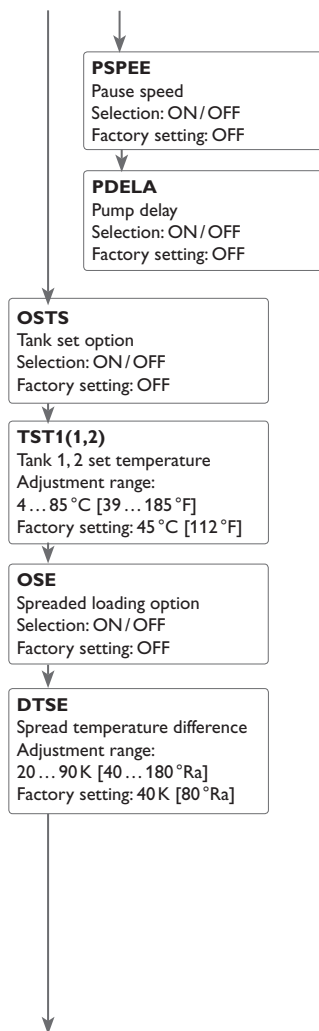 PSPEE
Pause speed
Selection: ON / OFF
Factory setting: OFF
PDELA
Pump delay
Selection: ON / OFF
Factory setting: OFF
OSTS
Tank set option
Selection: ON / OFF
Factory setting: OFF
TST1(1,2)
Tank 1, 2 set temperature
Adjustment range:
4 … 85 °C [39 … 185 °F]
Factory setting: 45 °C [112 °F]
OSE
Spreaded loading option
Selection: ON / OFF
Factory setting: OFF
DTSE
Spread temperature difference
Adjustment range:
20 … 90 K [40 … 180 °Ra]
Factory setting: 40 K [80 °Ra]